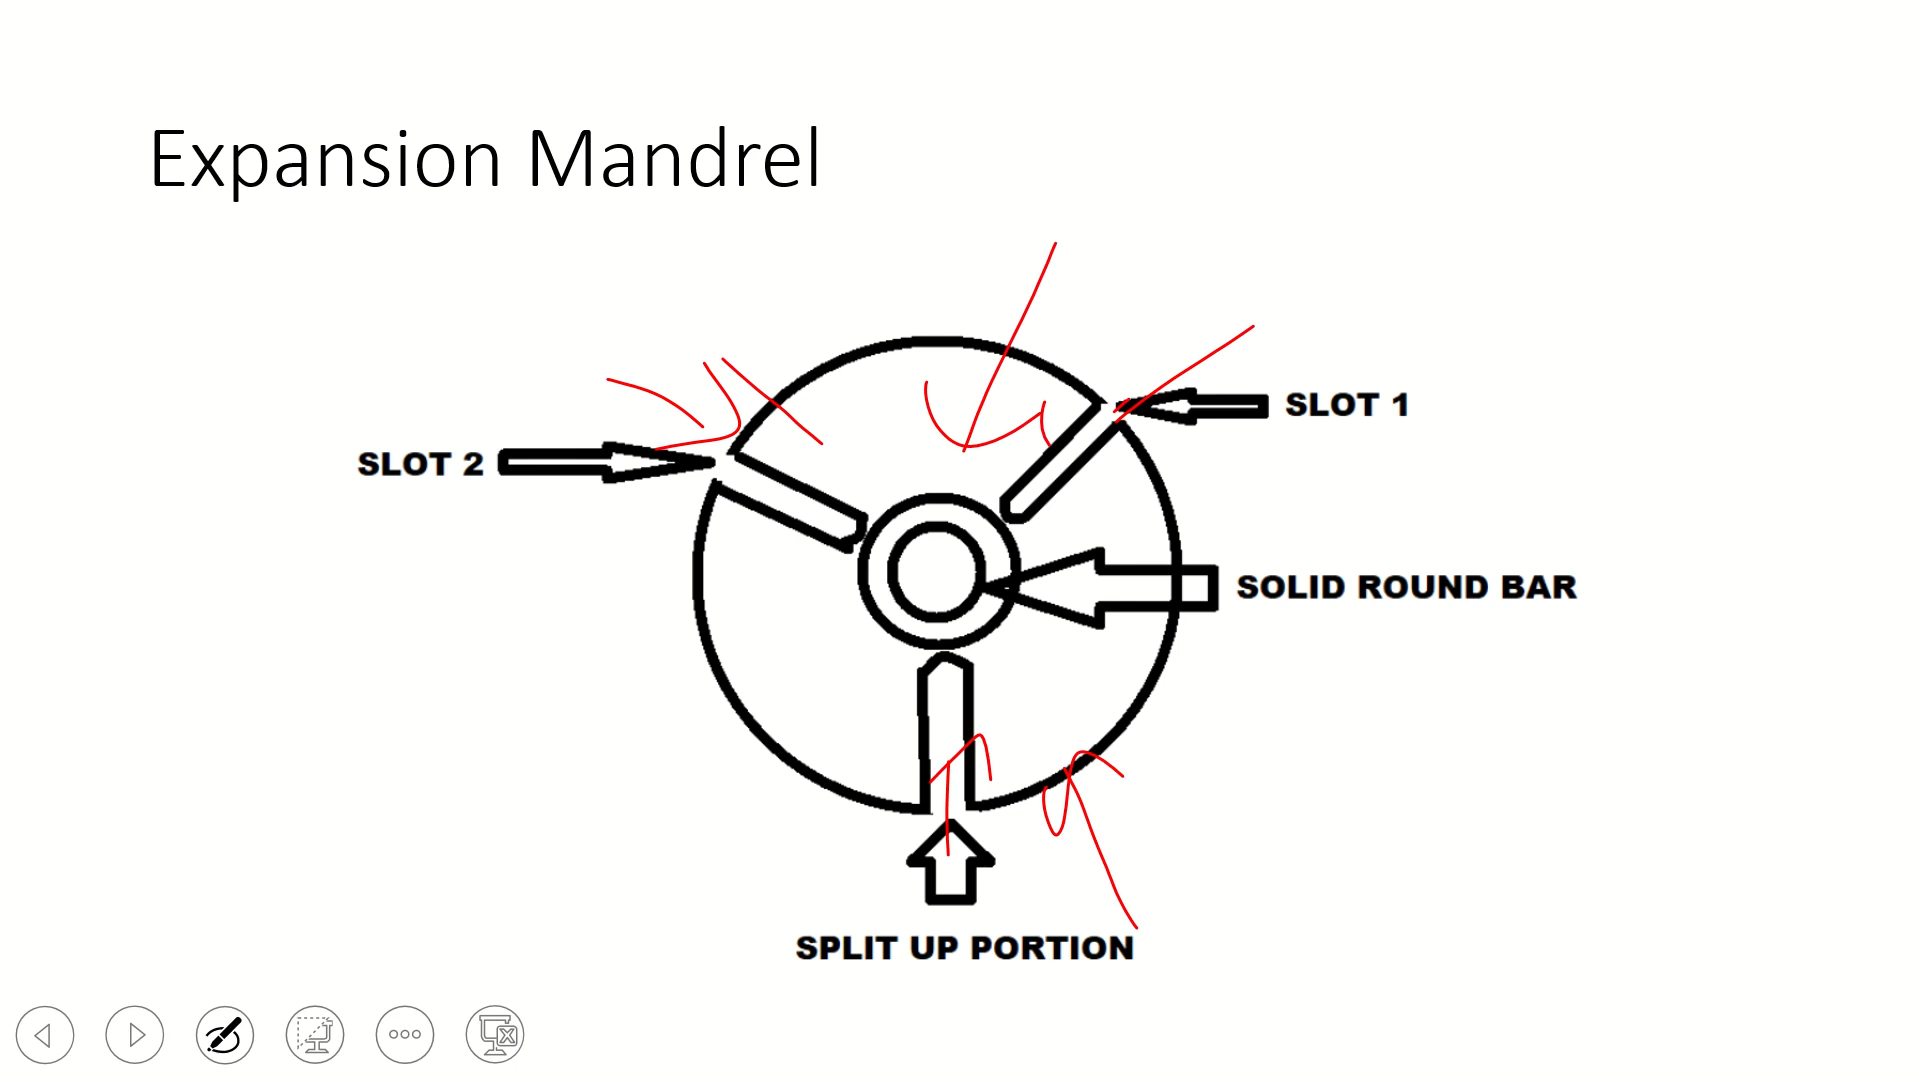 Expansion Mandrel
SLOT 1
SLOT 2
SOLID ROUND BAR
SPLIT UP PORTION